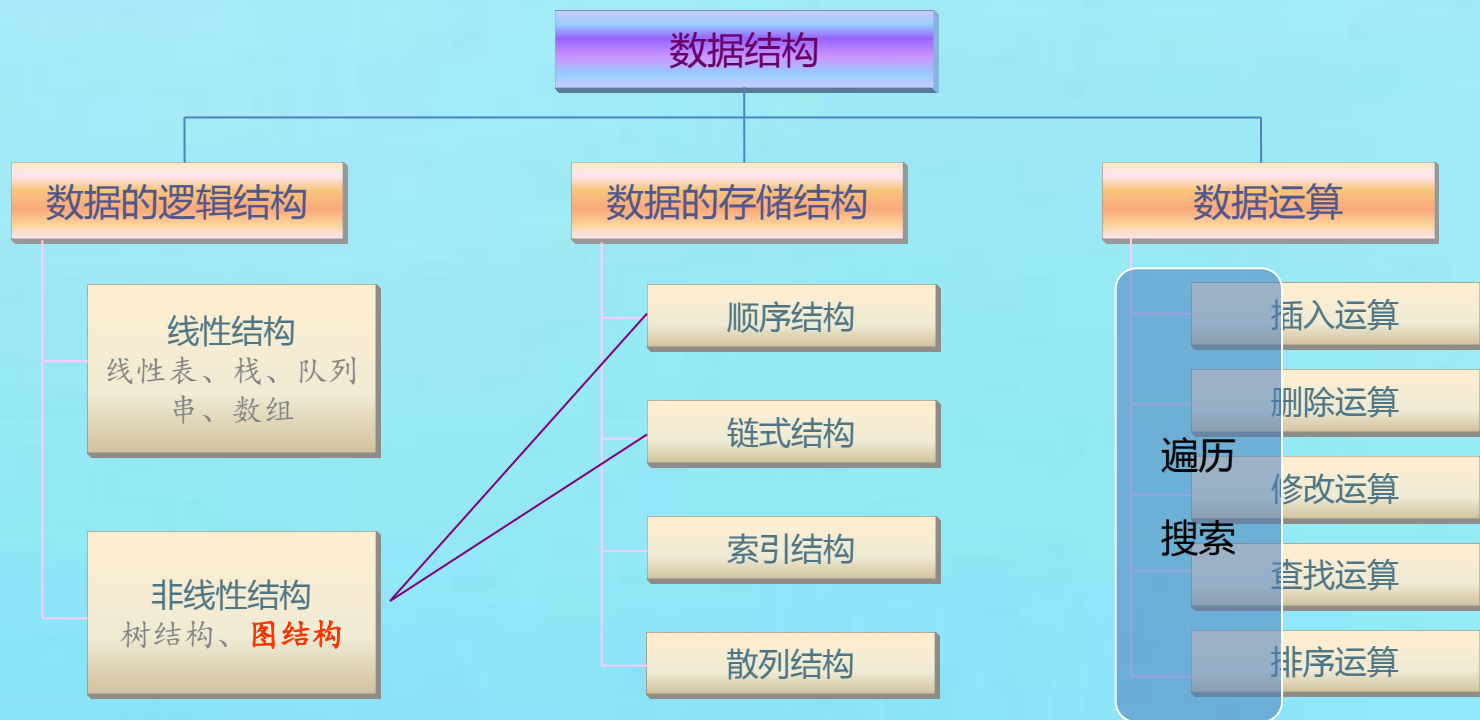 数据结构
数据的逻辑结构
线性结构
线性表、栈、队列
串、数组
非线性结构
树结构、图结构
数据的存储结构
顺序结构
链式结构
索引结构
散列结构
数据运算
插入运算
删除运算
修改运算
查找运算
排序运算
遍历
搜索